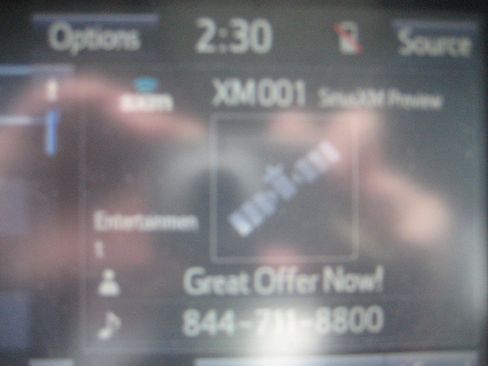 Options 2:30 Source
XM001 SiriusXM Preview
Entertainmen
t
Great Offer Now!
844-711-8800